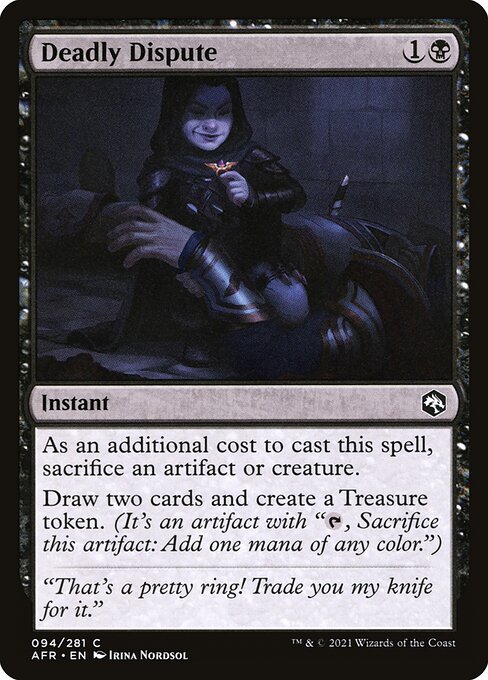 Deadly Dispute 1
Instant
As an additional cost to cast this spell,
sacrifice an artifact or creature.
Draw two cards and create a Treasure
token. (It's an artifact with “, Sacrifice
this artifact: Add one mana of any color.”)
“That's a pretty ring! Trade you my knife
for it.”
094/281 C
AFR • EN Irina Nordsol
™ & © 2021 Wizards of the Coast